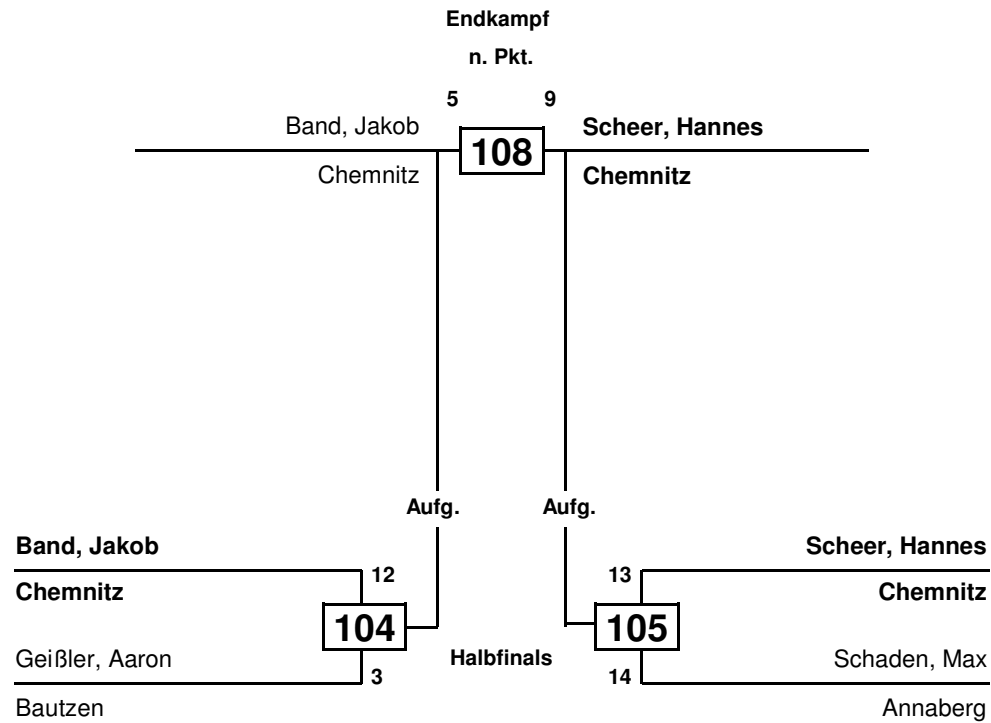 Endkampf
n. Pkt.
5 9
Band, Jakob 108 Scheer, Hannes
Chemnitz Chemnitz
Aufg. Aufg.
Band, Jakob Scheer, Hannes
12 13
Chemnitz Chemnitz
104 105
Geißler, Aaron Halbfinals Schaden, Max
3 14
Bautzen Annaberg